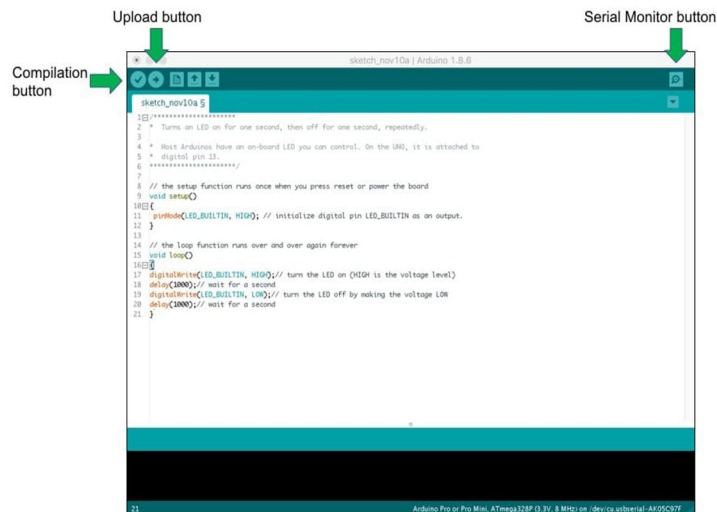 Upload button
Serial Monitor button
Compilation
button
sketch_nov10a | Arduino 1.8.6
sketch_nov10a §
1 /*********************
2 * Turns an LED on for one second, then off for one second, repeatedly.
3
4 * Most Arduinos have an on-board LED you can control. On the UNO, it is attached to
5 * digital pin 13.
6 *********************/
7
8 // the setup function runs once when you press reset or power the board
9 void setup()
10 {
11 pinMode(LED_BUILTIN, HIGH); // initialize digital pin LED_BUILTIN as an output.
12 }
13
14 // the loop function runs over and over again forever
15 void loop()
16 {
17 digitalWrite(LED_BUILTIN, HIGH);// turn the LED on (HIGH is the voltage level)
18 delay(1000);// wait for a second
19 digitalWrite(LED_BUILTIN, LOW);// turn the LED off by making the voltage LOW
20 delay(1000);// wait for a second
21 }
21
Arduino Pro or Pro Mini, ATmega328P (3.3V, 8 MHz) on /dev/cu.usbserial-AK05C97F